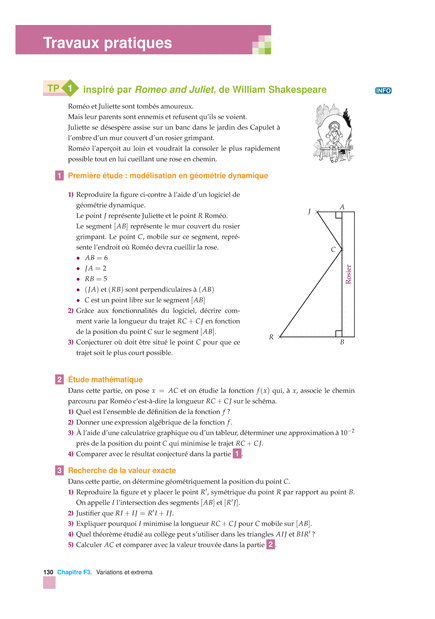 Travaux pratiques
TP 1 inspiré par Romeo and Juliet, de William Shakespeare
INFO
Roméo et Juliette sont tombés amoureux.
Mais leur parents sont ennemis et refusent qu'ils se voient.
Juliette se désespère assise sur un banc dans le jardin des Capulet à
l'ombre d'un mur couvert d'un rosier grimpant.
Roméo l'aperçoit au loin et voudrait la consoler le plus rapidement
possible tout en lui cueillant une rose en chemin.
1 Première étude : modélisation en géométrie dynamique
1) Reproduire la figure ci-contre à l'aide d'un logiciel de
géométrie dynamique.
Le point J représente Juliette et le point R Roméo.
Le segment [AB] représente le mur couvert du rosier
grimpant. Le point C, mobile sur ce segment, repré-
sente l'endroit où Roméo devra cueillir la rose.
• AB = 6
• JA = 2
• RB = 5
• (JA) et (RB) sont perpendiculaires à (AB)
• C est un point libre sur le segment [AB]
2) Grâce aux fonctionnalités du logiciel, décrire com-
ment varie la longueur du trajet RC + CJ en fonction
de la position du point C sur le segment [AB].
3) Conjecturer où doit être situé le point C pour que ce
trajet soit le plus court possible.
J
A
C
Rosier
R
B
2 Étude mathématique
Dans cette partie, on pose x = AC et on étudie la fonction f(x) qui, à x, associe le chemin
parcouru par Roméo c'est-à-dire la longueur RC + CJ sur le schéma.
1) Quel est l'ensemble de définition de la fonction f ?
2) Donner une expression algébrique de la fonction f.
3) À l'aide d'une calculatrice graphique ou d'un tableur, déterminer une approximation à 10⁻²
près de la position du point C qui minimise le trajet RC + CJ.
4) Comparer avec le résultat conjecturé dans la partie 1.
3 Recherche de la valeur exacte
Dans cette partie, on détermine géométriquement la position du point C.
1) Reproduire la figure et y placer le point R′, symétrique du point R par rapport au point B.
On appelle I l'intersection des segments [AB] et [R′J].
2) Justifier que RI + IJ = R′I + IJ.
3) Expliquer pourquoi I minimise la longueur RC + CJ pour C mobile sur [AB].
4) Quel théorème étudié au collège peut s'utiliser dans les triangles AIJ et BIR′ ?
5) Calculer AC et comparer avec la valeur trouvée dans la partie 2.
130 Chapitre F3. Variations et extrema